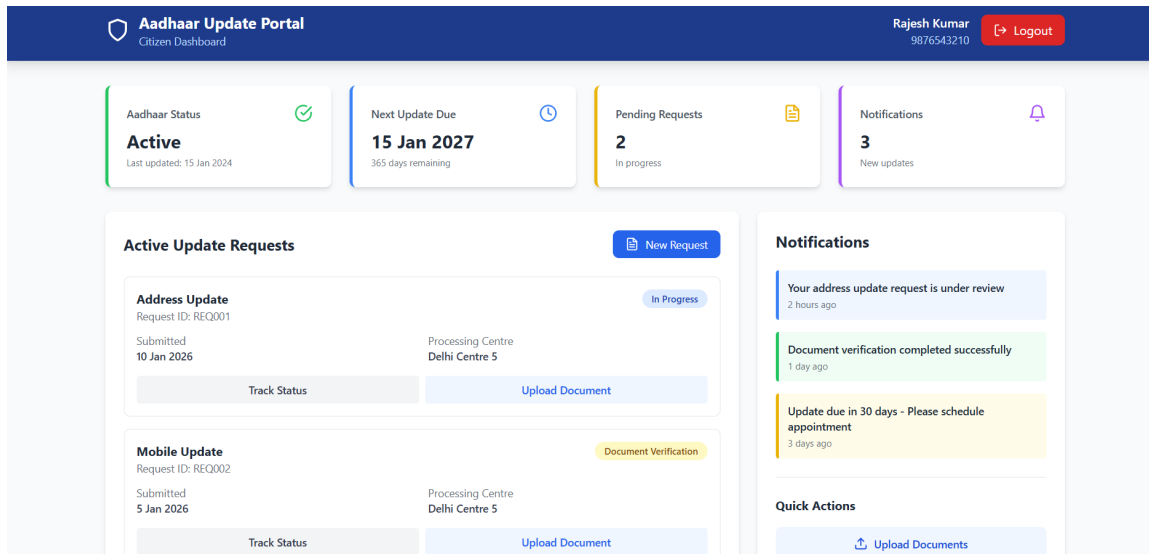 Aadhaar Update Portal
Citizen Dashboard
Rajesh Kumar
9876543210
Logout
Aadhaar Status
Active
Last updated: 15 Jan 2024
Next Update Due
15 Jan 2027
365 days remaining
Pending Requests
2
In progress
Notifications
3
New updates
Active Update Requests
New Request
Address Update
In Progress
Request ID: REQ001
Submitted
Processing Centre
10 Jan 2026
Delhi Centre 5
Track Status
Upload Document
Mobile Update
Document Verification
Request ID: REQ002
Submitted
Processing Centre
5 Jan 2026
Delhi Centre 5
Track Status
Upload Document
Notifications
Your address update request is under review
2 hours ago
Document verification completed successfully
1 day ago
Update due in 30 days - Please schedule
appointment
3 days ago
Quick Actions
Upload Documents